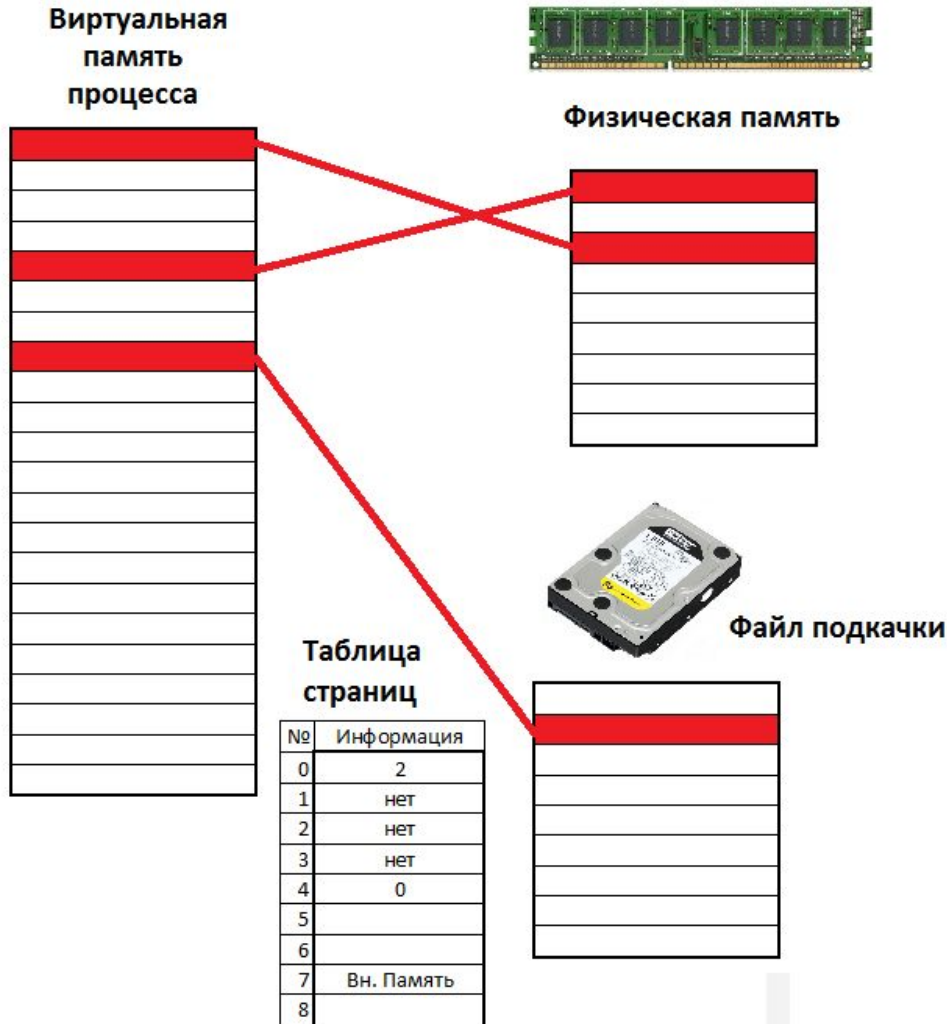 Виртуальная
память
процесса
Физическая память
Файл подкачки
Таблица
страниц
№ Информация
0 2
1 нет
2 нет
3 нет
4 0
5
6
7 Вн. Память
8